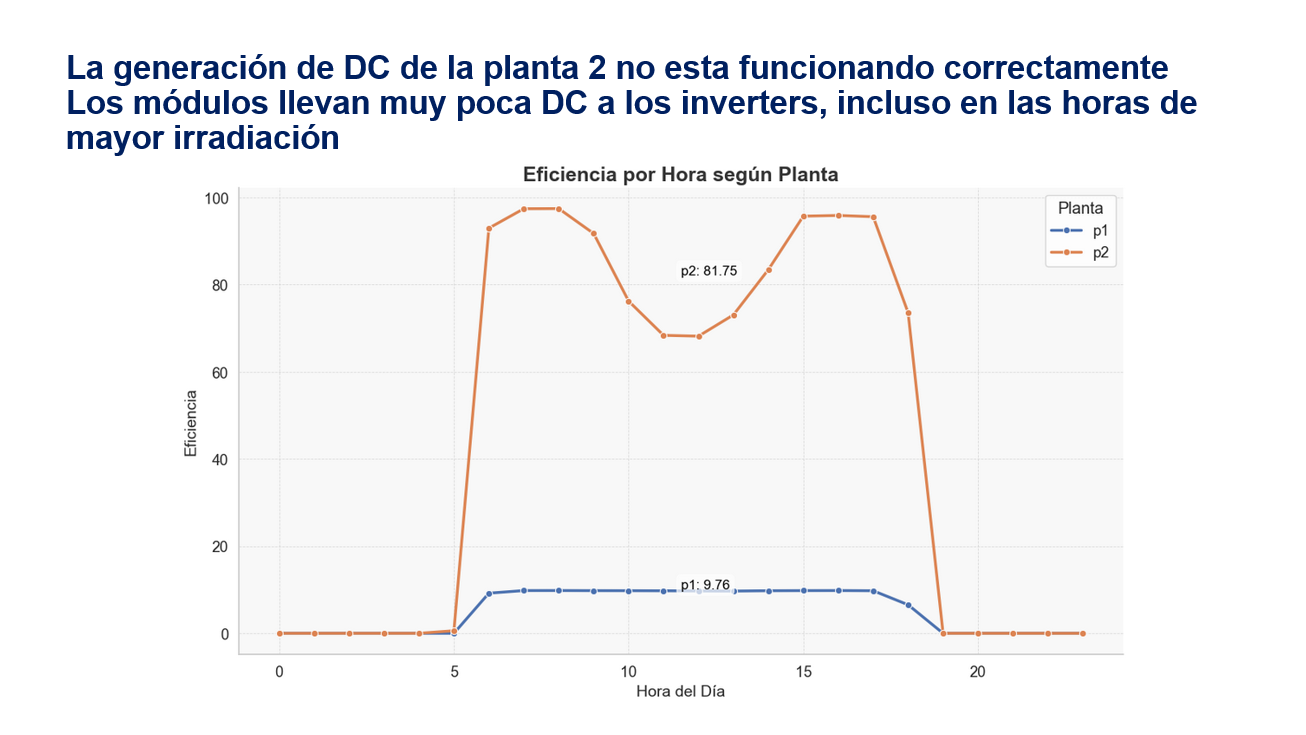 La generación de DC de la planta 2 no esta funcionando correctamente
Los módulos llevan muy poca DC a los inverters, incluso en las horas de
mayor irradiación
Eficiencia por Hora según Planta
100
80
60
40
20
0
Eficiencia
Planta
p1
p2
p2: 81.75
p1: 9.76
0
5
10
15
20
Hora del Día